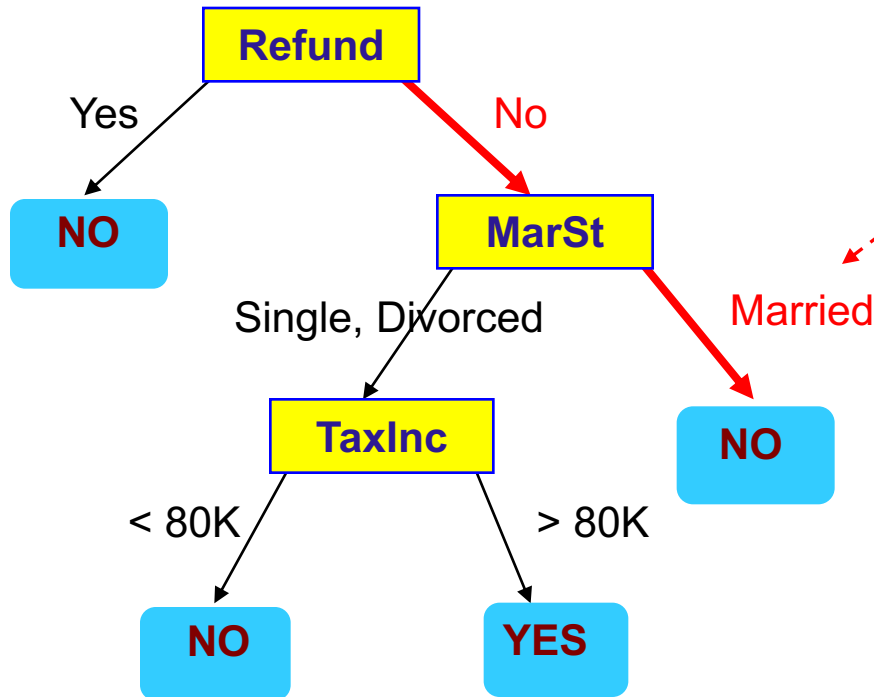 Refund
Yes
No
NO
MarSt
Single, Divorced
Married
TaxInc
NO
< 80K
> 80K
NO
YES